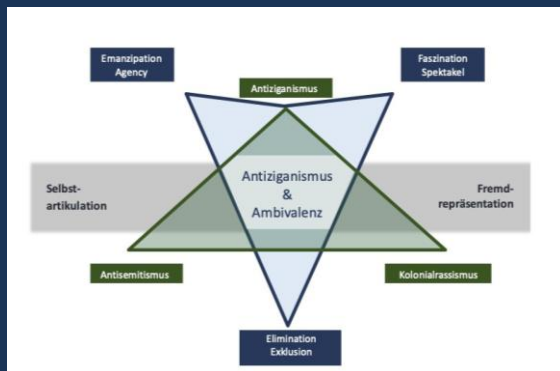 Emanzipation
Agency
Faszination
Spektakel
Antiziganismus
Selbst-
artikulation
Antiziganismus
&
Ambivalenz
Fremd-
repräsentation
Antisemitismus
Kolonialrassismus
Elimination
Exklusion